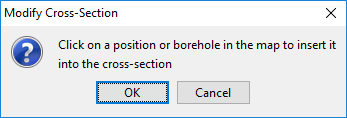 Modify Cross-Section
Click on a position or borehole in the map to insert it
into the cross-section
OK
Cancel